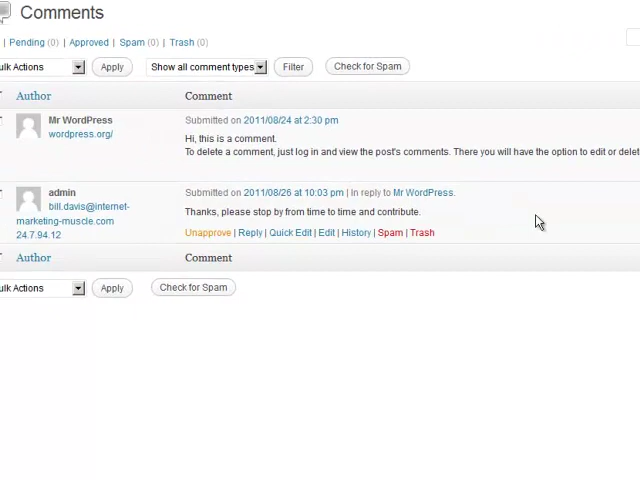 Comments
| Pending (0) | Approved | Spam (0) | Trash (0)
ulk Actions Apply Show all comment types Filter Check for Spam
Author Comment
Mr WordPress
wordpress.org/
Submitted on 2011/08/24 at 2:30 pm
Hi, this is a comment.
To delete a comment, just log in and view the post's comments. There you will have the option to edit or delet
admin
bill.davis@internet-
marketing-muscle.com
24.7.94.12
Submitted on 2011/08/26 at 10:03 pm | In reply to Mr WordPress.
Thanks, please stop by from time to time and contribute.
Unapprove | Reply | Quick Edit | Edit | History | Spam | Trash
Author Comment
ulk Actions Apply Check for Spam